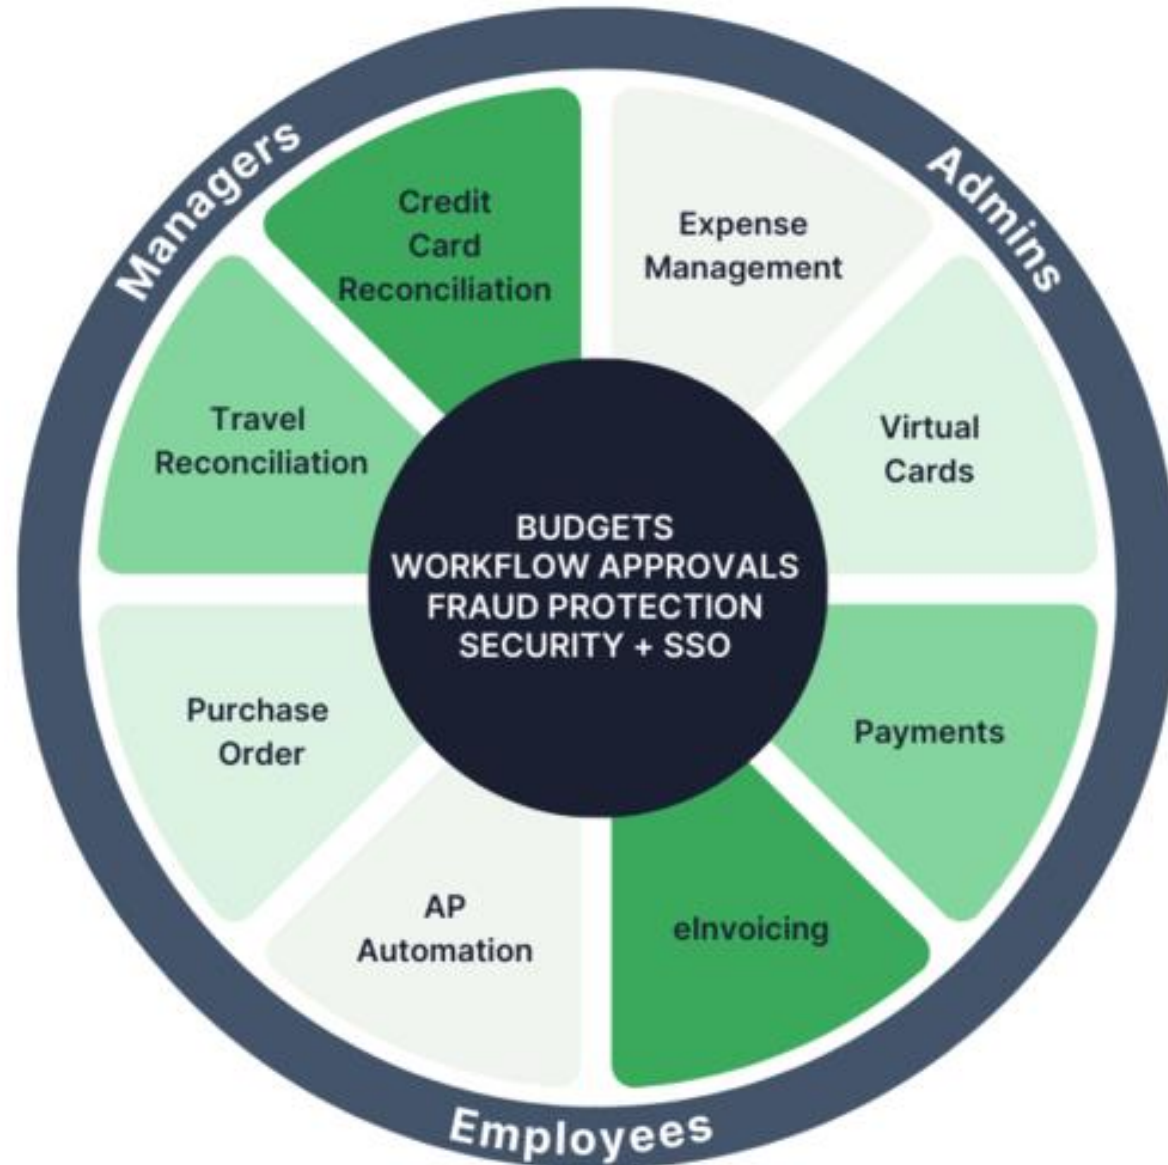 Managers
Admins
Credit
Card
Reconciliation
Expense
Management
Travel
Reconciliation
Virtual
Cards
BUDGETS
WORKFLOW APPROVALS
FRAUD PROTECTION
SECURITY + SSO
Purchase
Order
Payments
AP
Automation
eInvoicing
Employees